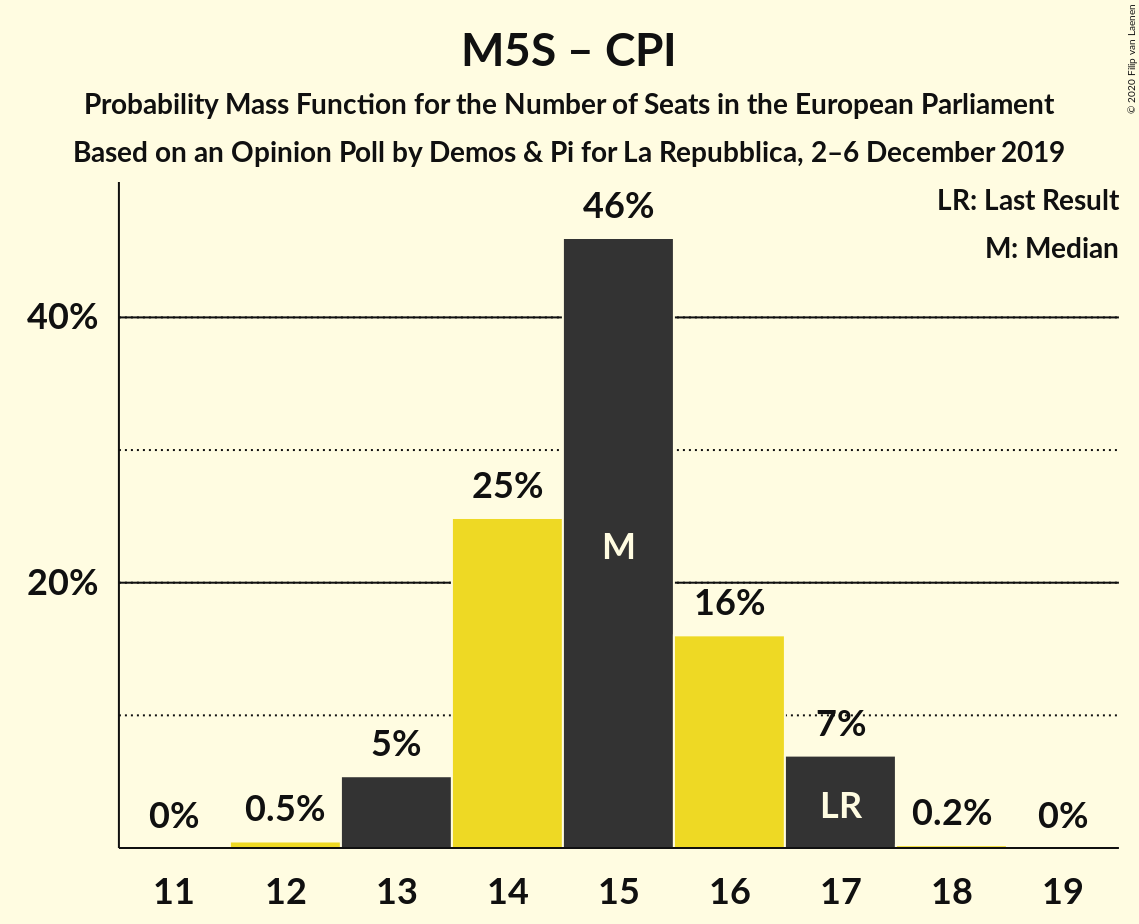 M5S – CPI
Probability Mass Function for the Number of Seats in the European Parliament
Based on an Opinion Poll by Demos & Pi for La Repubblica, 2–6 December 2019
© 2020 Filip van Laenen
LR: Last Result
M: Median
40%
20%
0%
0.5%
5%
25%
46%
M
16%
7%
LR
0.2%
0%
11 12 13 14 15 16 17 18 19